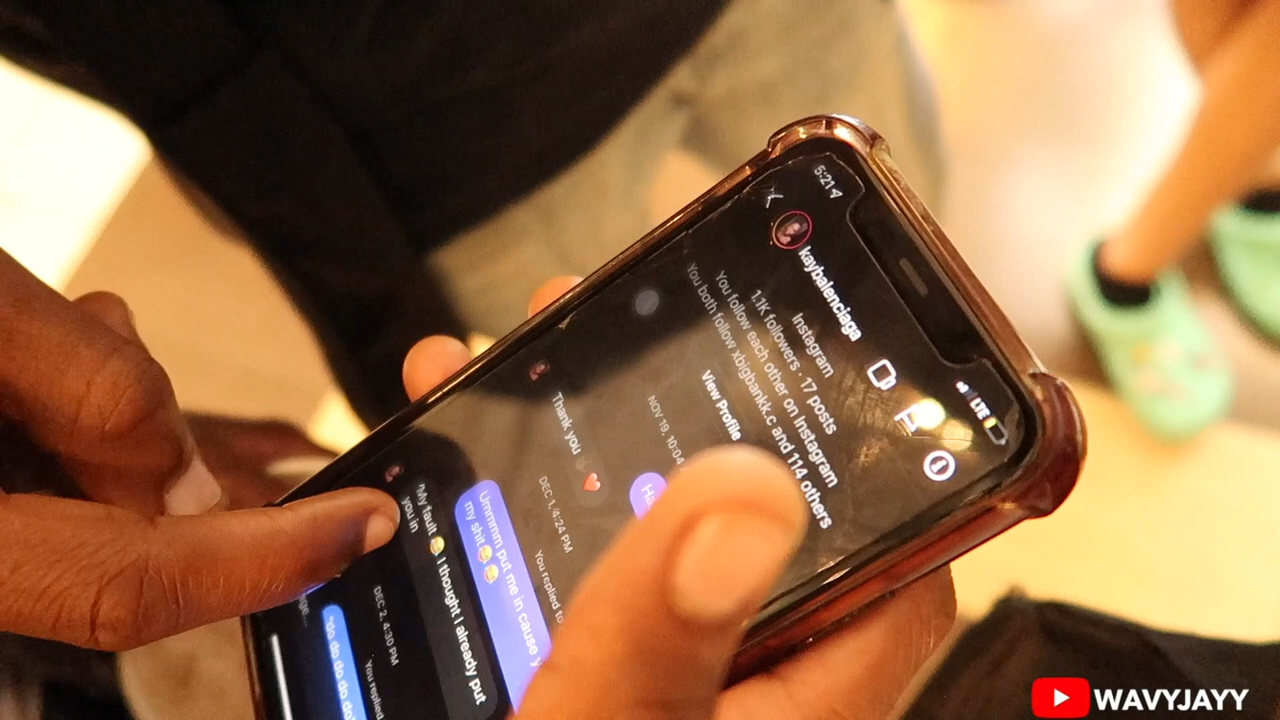 5:21
LTE
kaybalenciaga
Instagram
1.1K followers · 17 posts
You follow each other on Instagram
You both follow xbigbankk.c and 114 others
View Profile
NOV 19, 10:04
Ha
Thank you ❤️
DEC 1, 4:24 PM
You replied to
Ummmm put me in cause y
my shit😂😂
"My fault 😂 I thought I already put
you in
DEC 2, 4:30 PM
You replied
"do do do do
WAVYJAYY